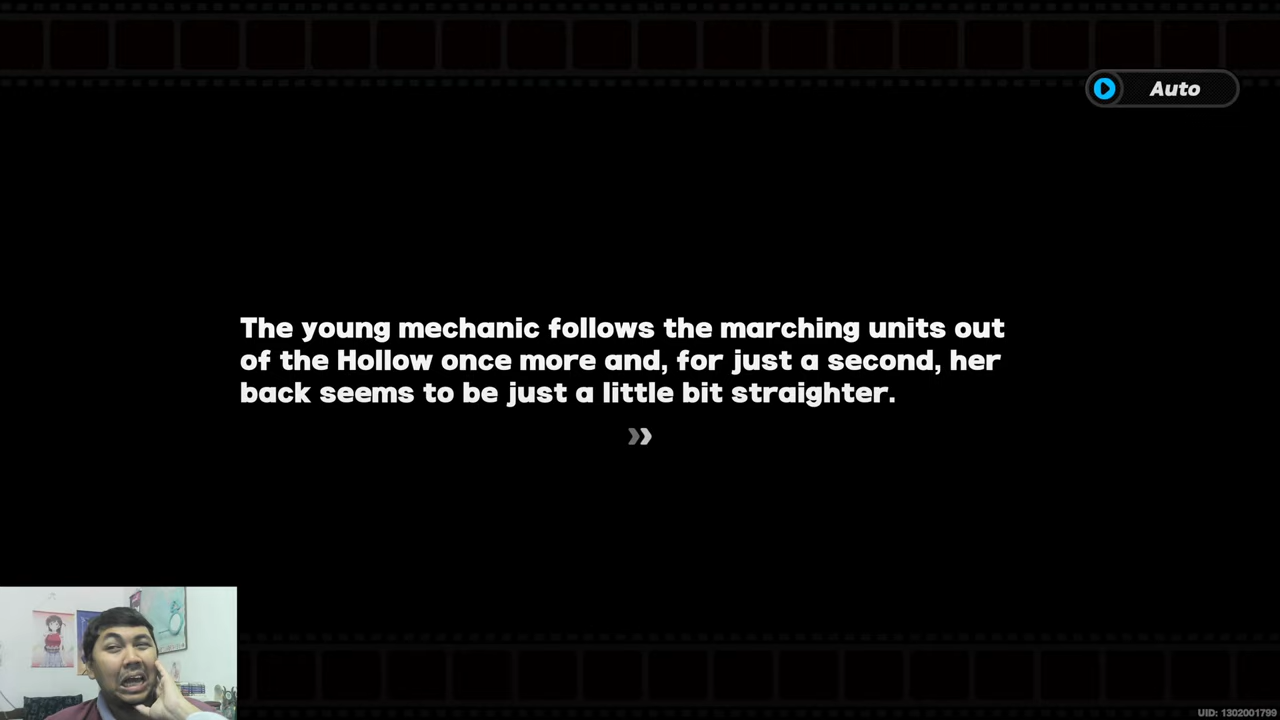 Auto
The young mechanic follows the marching units out
of the Hollow once more and, for just a second, her
back seems to be just a little bit straighter.
UID: 1302001799